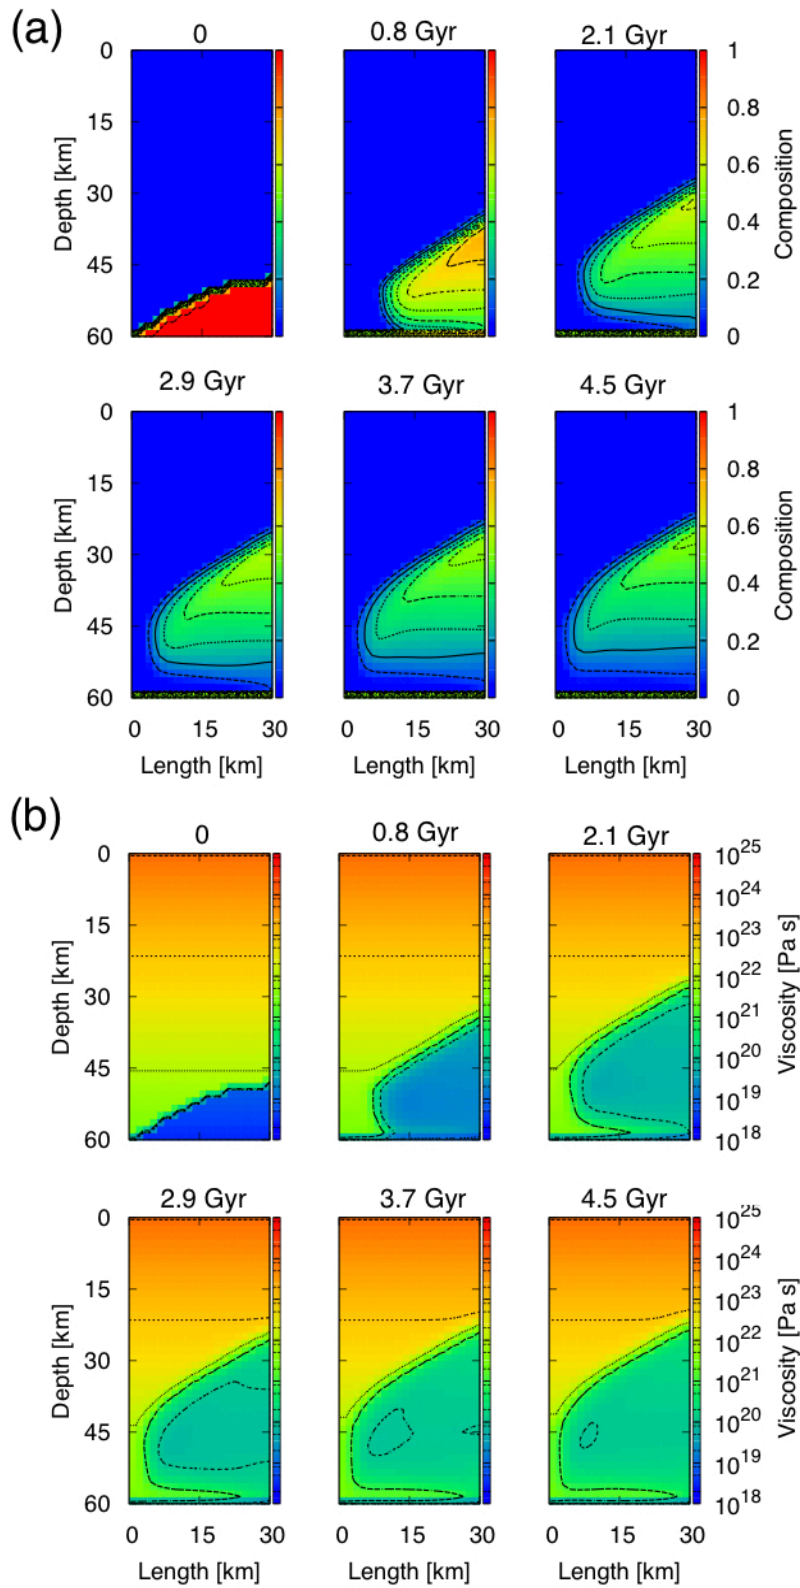 (a)
0 0.8 Gyr 2.1 Gyr
0 1
15 0.8
Depth [km] 30 0.6 Composition
45 0.4
0.2
60 0
2.9 Gyr 3.7 Gyr 4.5 Gyr
0 1
15 0.8
Depth [km] 30 0.6 Composition
45 0.4
0.2
60 0
0 15 30 0 15 30 0 15 30
Length [km] Length [km] Length [km]
(b)
0 0.8 Gyr 2.1 Gyr
0 10^25
10^24
15 10^23
Depth [km] 30 10^22 Viscosity [Pa s]
10^21
45 10^20
10^19
60 10^18
2.9 Gyr 3.7 Gyr 4.5 Gyr
0 10^25
10^24
15 10^23
Depth [km] 30 10^22 Viscosity [Pa s]
10^21
45 10^20
10^19
60 10^18
0 15 30 0 15 30 0 15 30
Length [km] Length [km] Length [km]